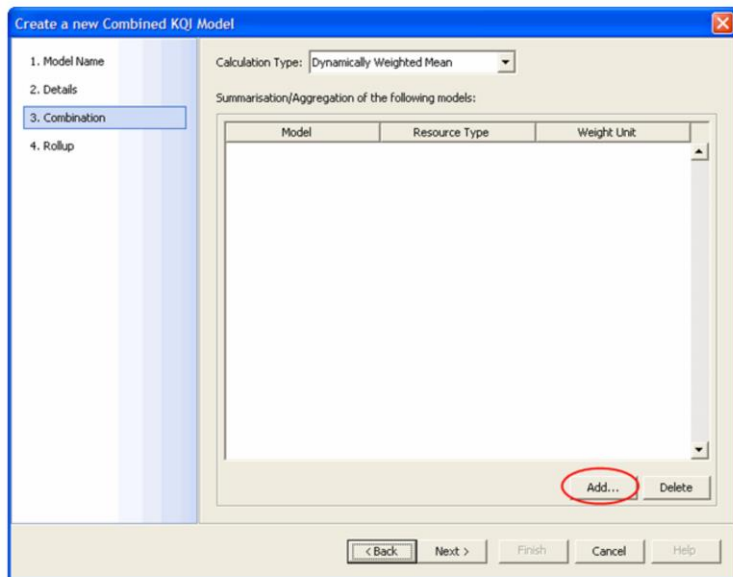 Create a new Combined KQI Model
1. Model Name
2. Details
3. Combination
4. Rollup
Calculation Type: Dynamically Weighted Mean
Summarisation/Aggregation of the following models:
Model Resource Type Weight Unit
Add... Delete
< Back Next > Finish Cancel Help